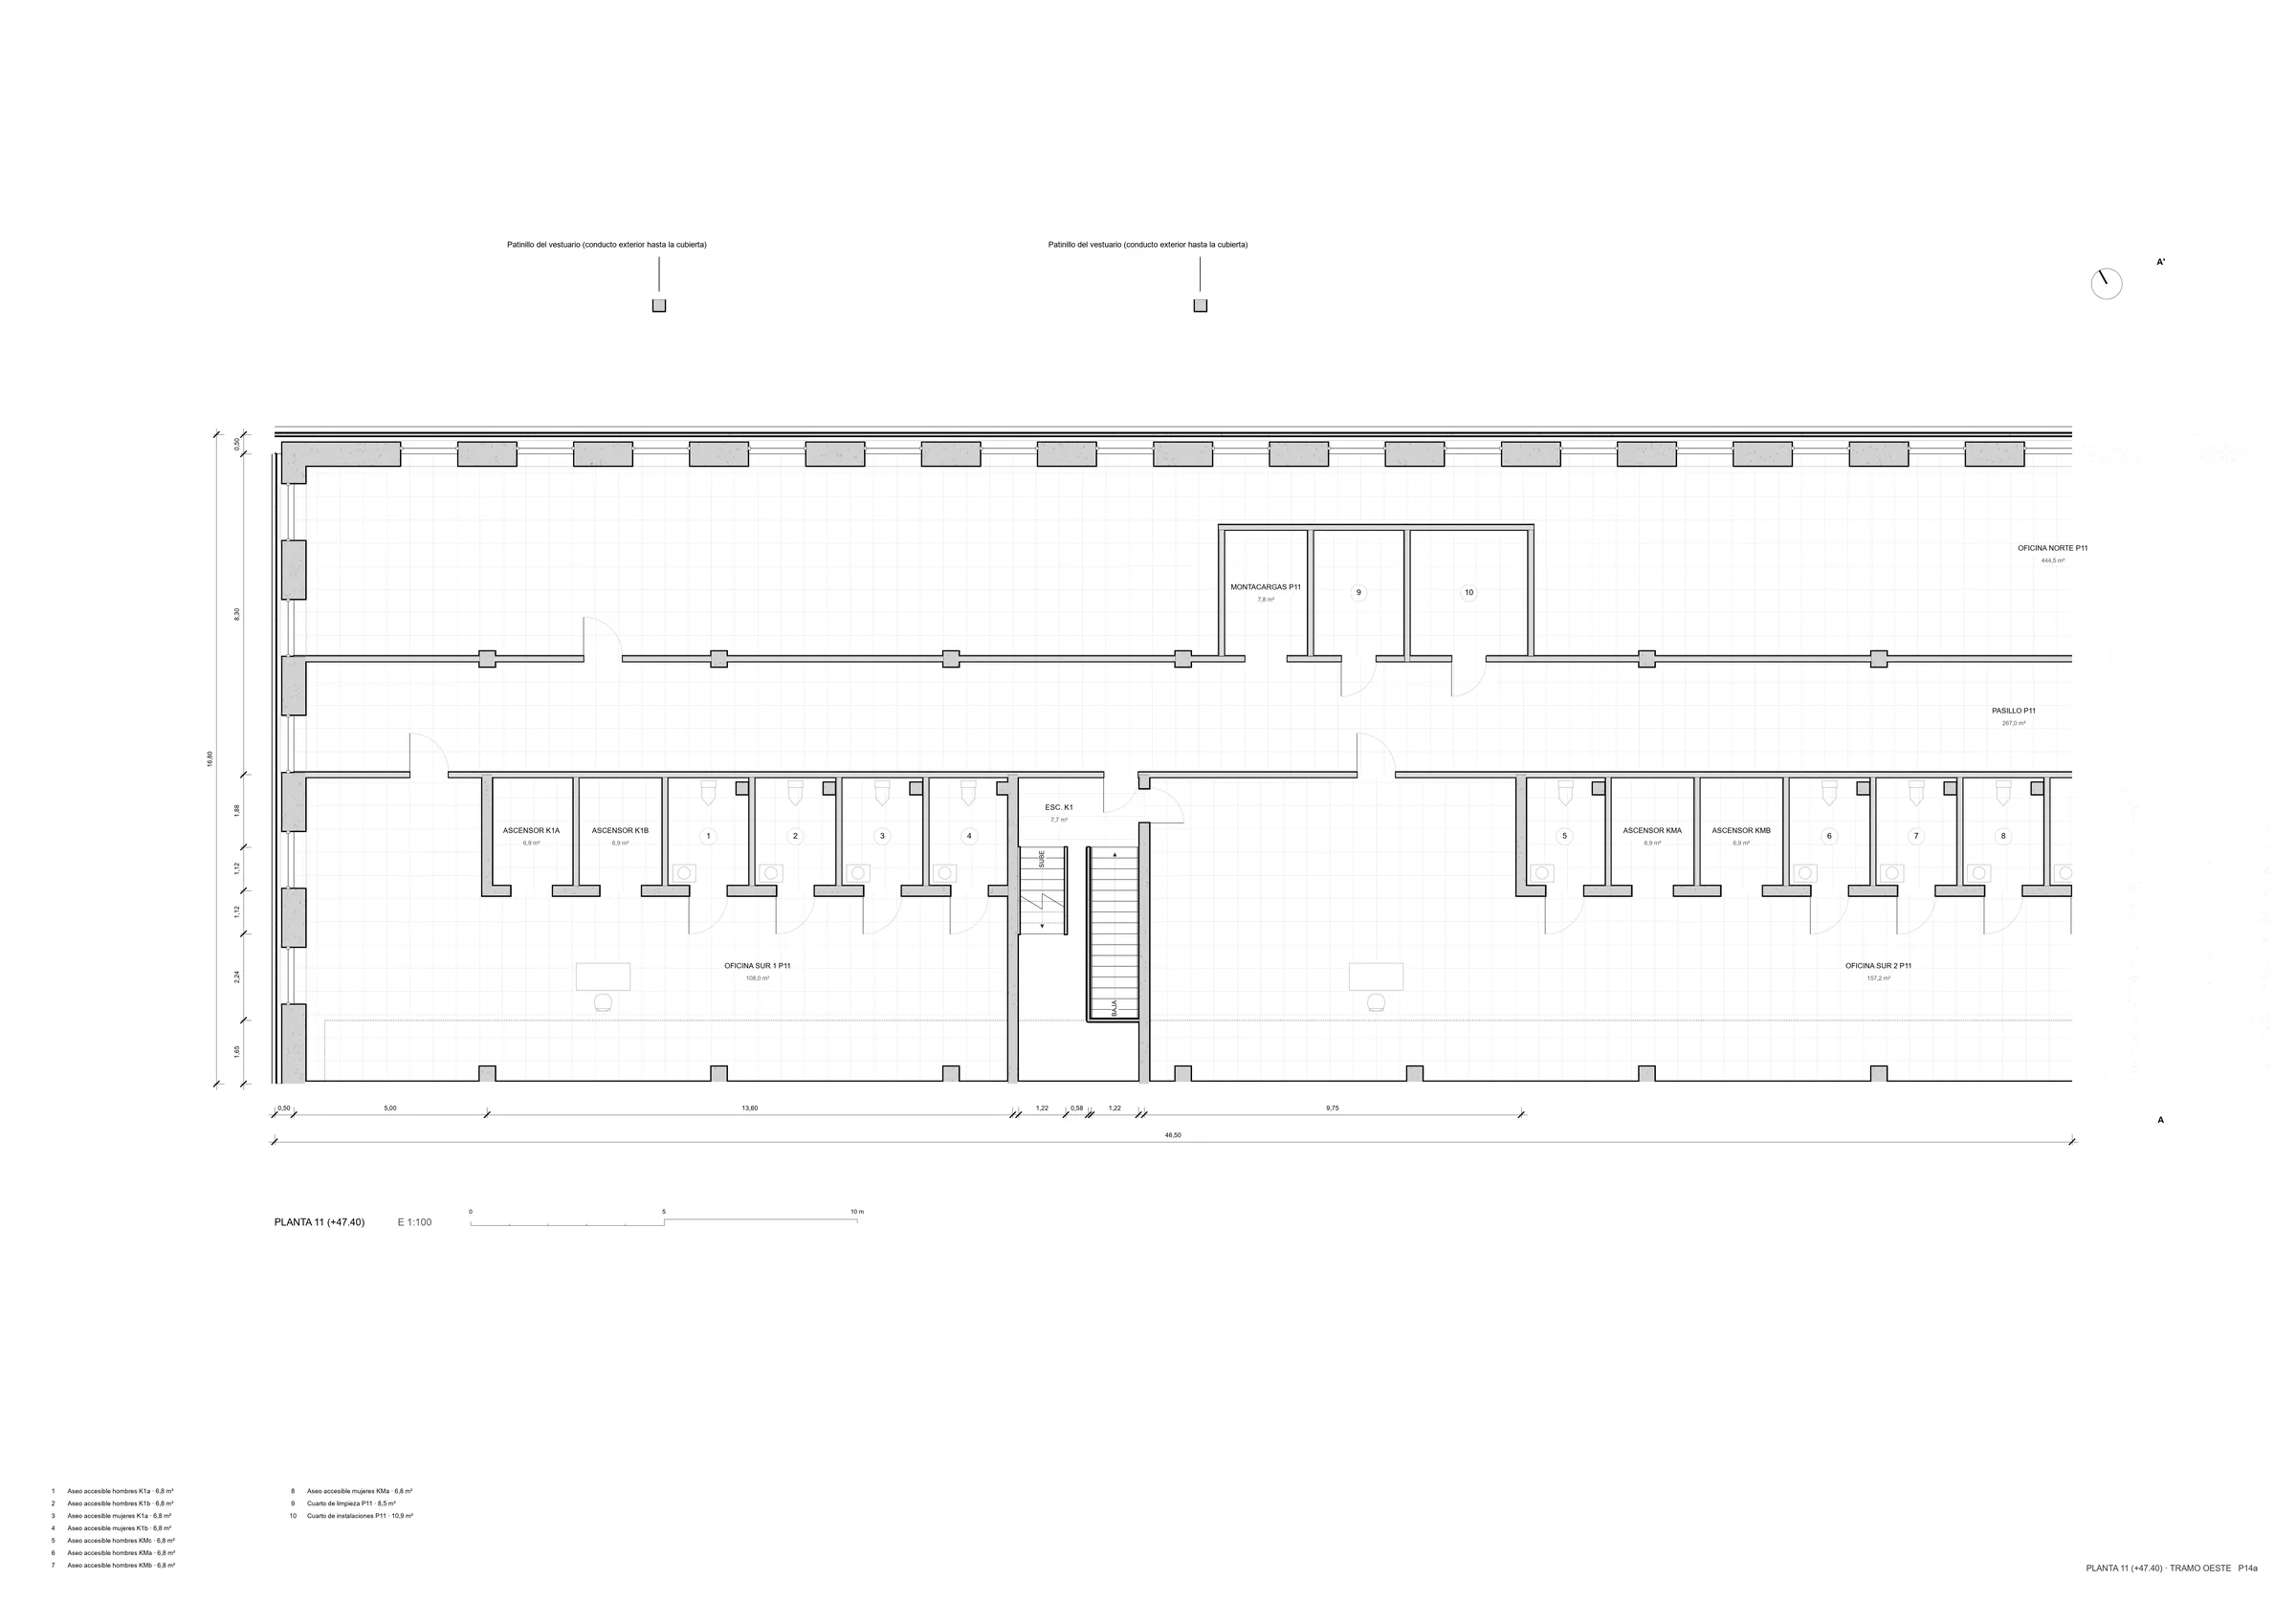 Patinillo del vestuario (conducto exterior hasta la cubierta)
Patinillo del vestuario (conducto exterior hasta la cubierta)
A'
0,50
8,30
16,80
1,88
1,12
1,12
2,24
1,65
OFICINA NORTE P11
444,5 m²
MONTACARGAS P11
7,8 m²
9
10
PASILLO P11
267,0 m²
ASCENSOR K1A
6,9 m²
ASCENSOR K1B
6,9 m²
1
2
3
4
ESC. K1
7,7 m²
SUBE
BAJA
5
ASCENSOR KMA
6,9 m²
ASCENSOR KMB
6,9 m²
6
7
8
OFICINA SUR 1 P11
108,0 m²
OFICINA SUR 2 P11
157,2 m²
0,50
5,00
13,60
1,22
0,58
1,22
9,75
A
46,50
PLANTA 11 (+47.40)
E 1:100
0
5
10 m
1 Aseo accesible hombres K1a · 6,8 m²
2 Aseo accesible hombres K1b · 6,8 m²
3 Aseo accesible mujeres K1a · 6,8 m²
4 Aseo accesible mujeres K1b · 6,8 m²
5 Aseo accesible hombres KMc · 6,8 m²
6 Aseo accesible hombres KMa · 6,8 m²
7 Aseo accesible hombres KMb · 6,8 m²
8 Aseo accesible mujeres KMa · 6,8 m²
9 Cuarto de limpieza P11 · 8,5 m²
10 Cuarto de instalaciones P11 · 10,9 m²
PLANTA 11 (+47.40) · TRAMO OESTE P14a